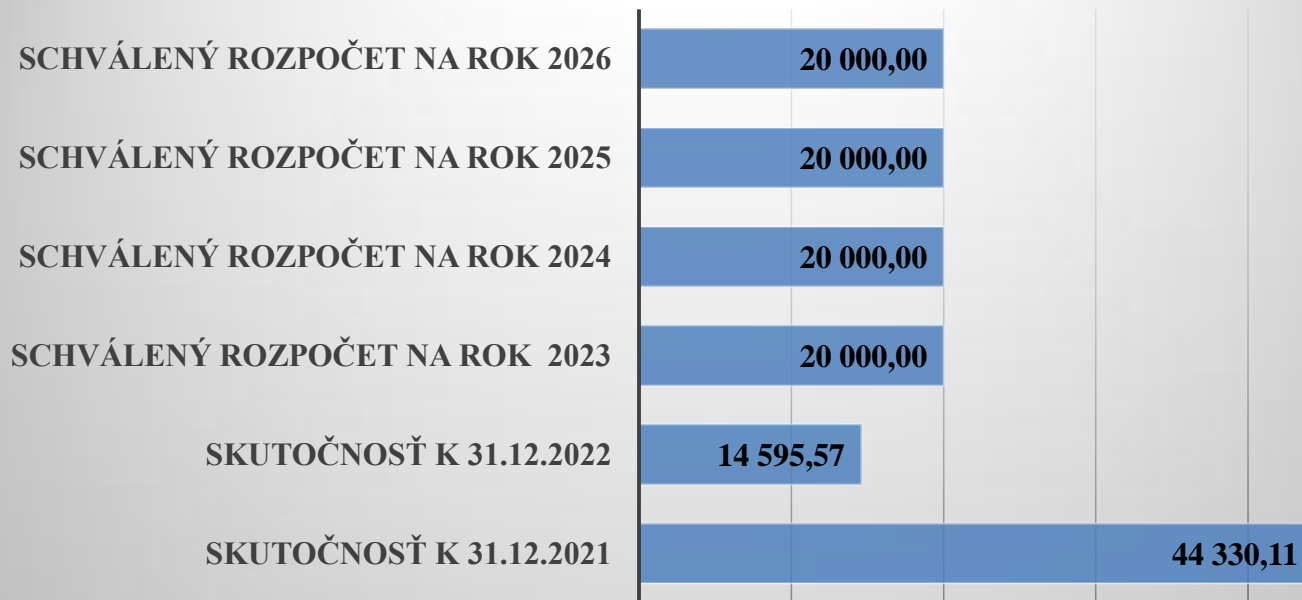 SCHVÁLENÝ ROZPOČET NA ROK 2026 20 000,00
SCHVÁLENÝ ROZPOČET NA ROK 2025 20 000,00
SCHVÁLENÝ ROZPOČET NA ROK 2024 20 000,00
SCHVÁLENÝ ROZPOČET NA ROK  2023 20 000,00
SKUTOČNOSŤ K 31.12.2022 14 595,57
SKUTOČNOSŤ K 31.12.2021 44 330,11